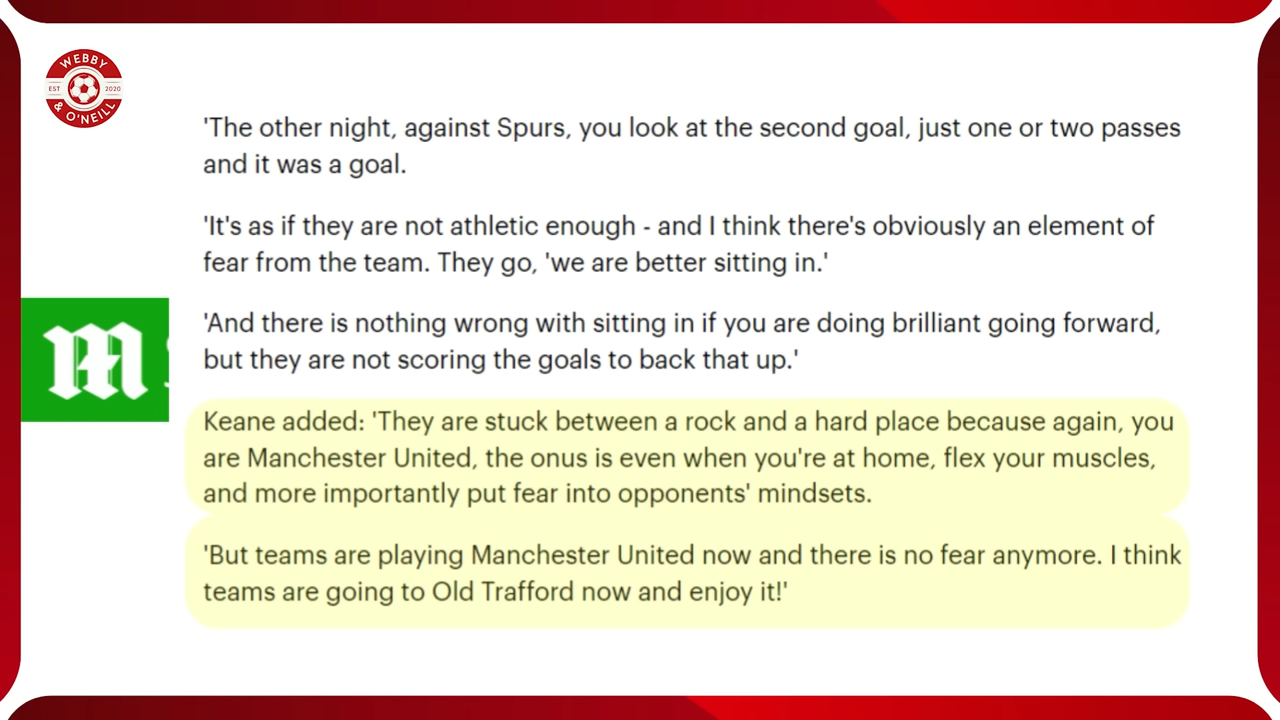 WEBBY
EST 2020
& O'NEILL
'The other night, against Spurs, you look at the second goal, just one or two passes
and it was a goal.
'It's as if they are not athletic enough - and I think there's obviously an element of
fear from the team. They go, 'we are better sitting in.'
'And there is nothing wrong with sitting in if you are doing brilliant going forward,
but they are not scoring the goals to back that up.'
M
Keane added: 'They are stuck between a rock and a hard place because again, you
are Manchester United, the onus is even when you're at home, flex your muscles,
and more importantly put fear into opponents' mindsets.
'But teams are playing Manchester United now and there is no fear anymore. I think
teams are going to Old Trafford now and enjoy it!'